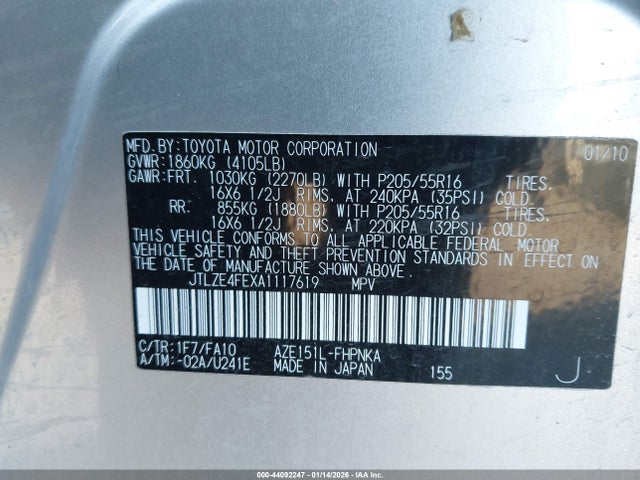 MFD.BY:TOYOTA MOTOR CORPORATION 01/10
GVWR:1860KG (4105LB)
GAWR:FRT. 1030KG (2270LB) WITH P205/55R16 TIRES.
16X6 1/2J RIMS. AT 240KPA (35PSI) COLD.
RR. 855KG (1880LB) WITH P205/55R16 TIRES.
16X6 1/2J RIMS. AT 220KPA (32PSI) COLD.
THIS VEHICLE CONFORMS TO ALL APPLICABLE FEDERAL MOTOR
VEHICLE SAFETY AND THEFT PREVENTION STANDARDS IN EFFECT ON
THE DATE OF MANUFACTURE SHOWN ABOVE.
JTLZE4FEXA1117619 MPV
C/TR:1F7/FA10 AZE151L-FHPNKA
A/TM:-02A/U241E MADE IN JAPAN 155 J
000-44092247 - 01/14/2026 - IAA Inc.